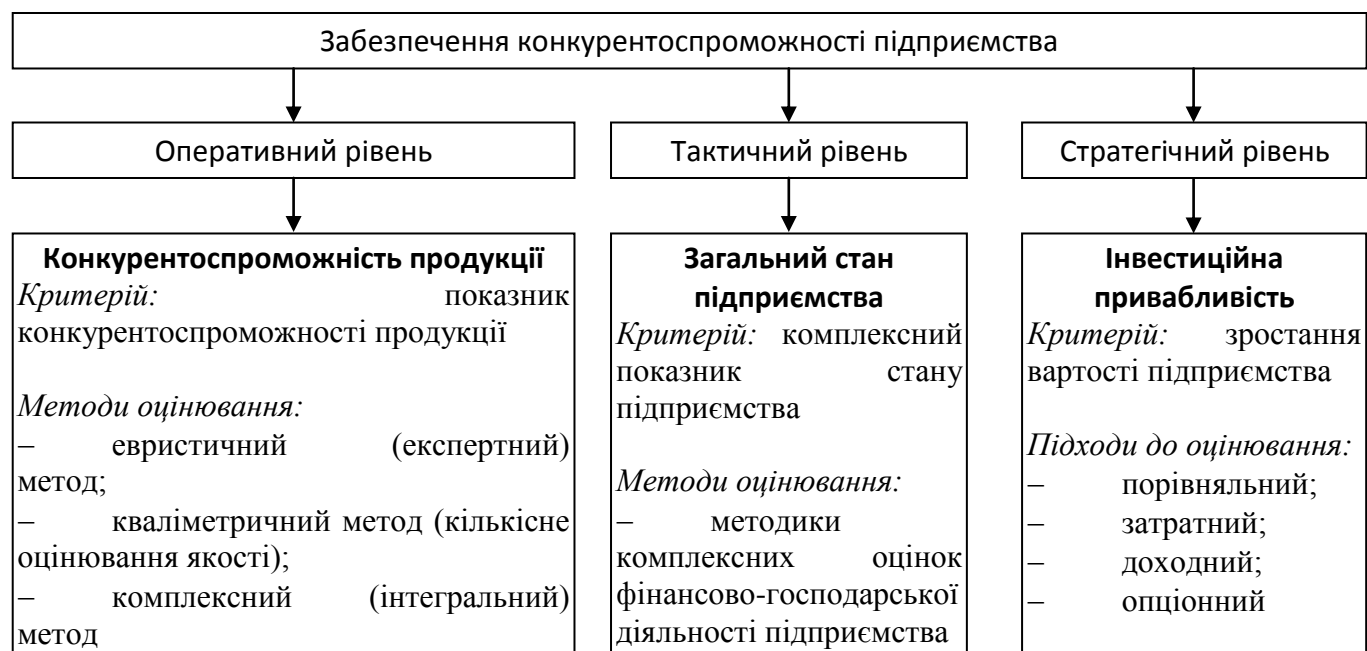 Забезпечення конкурентоспроможності підприємства
Оперативний рівень
Тактичний рівень
Стратегічний рівень
Конкурентоспроможність продукції
Критерій: показник
конкурентоспроможності продукції
Методи оцінювання:
– евристичний (експертний)
метод;
– кваліметричний метод (кількісне
оцінювання якості);
– комплексний (інтегральний)
метод
Загальний стан
підприємства
Критерій: комплексний
показник стану
підприємства
Методи оцінювання:
– методики
комплексних оцінок
фінансово-господарської
діяльності підприємства
Інвестиційна
привабливість
Критерій: зростання
вартості підприємства
Підходи до оцінювання:
– порівняльний;
– затратний;
– доходний;
– опціонний